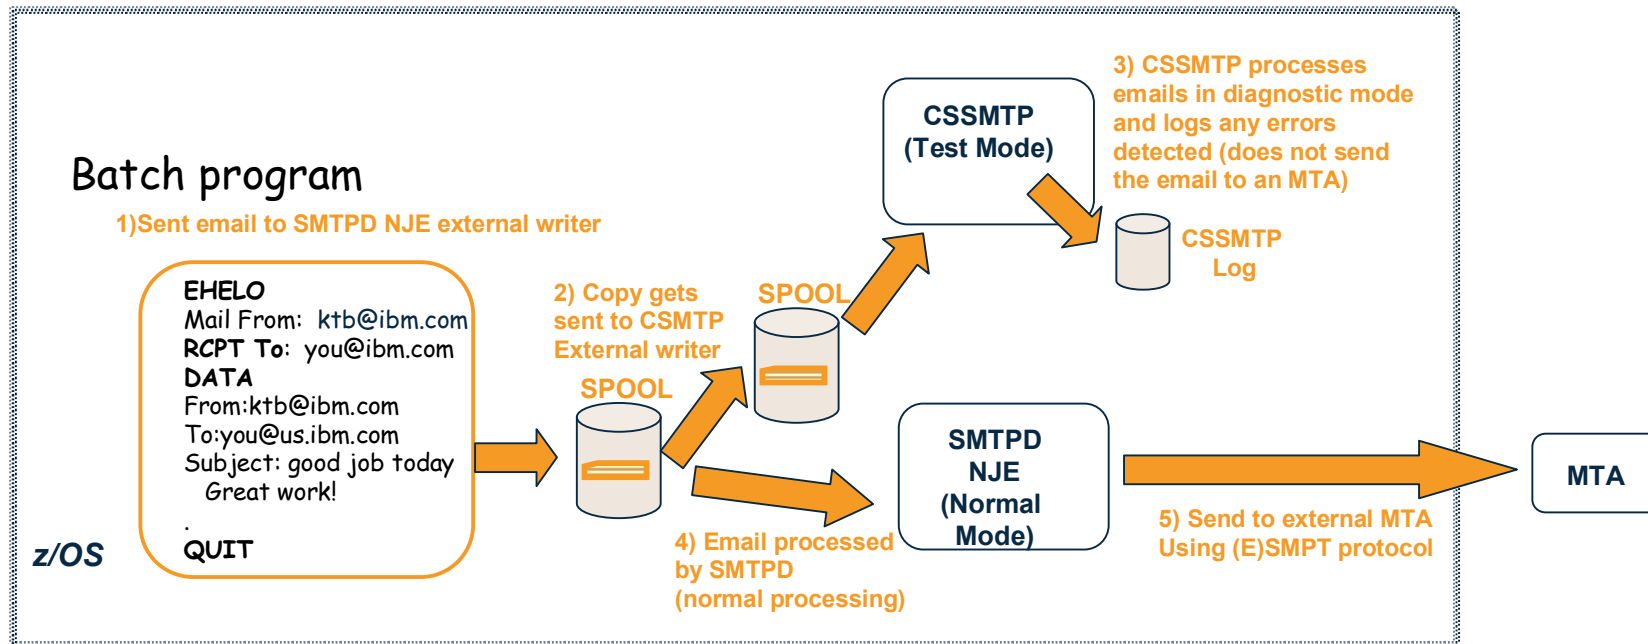 Batch program
1)Sent email to SMTPD NJE external writer
EHELO
Mail From: ktb@ibm.com
RCPT To: you@ibm.com
DATA
From:ktb@ibm.com
To:you@us.ibm.com
Subject: good job today
Great work!
.
QUIT
z/OS
2) Copy gets
sent to CSMTP
External writer
SPOOL
SPOOL
CSSMTP
(Test Mode)
3) CSSMTP processes
emails in diagnostic mode
and logs any errors
detected (does not send
the email to an MTA)
CSSMTP
Log
4) Email processed
by SMTPD
(normal processing)
SMTPD
NJE
(Normal
Mode)
5) Send to external MTA
Using (E)SMPT protocol
MTA